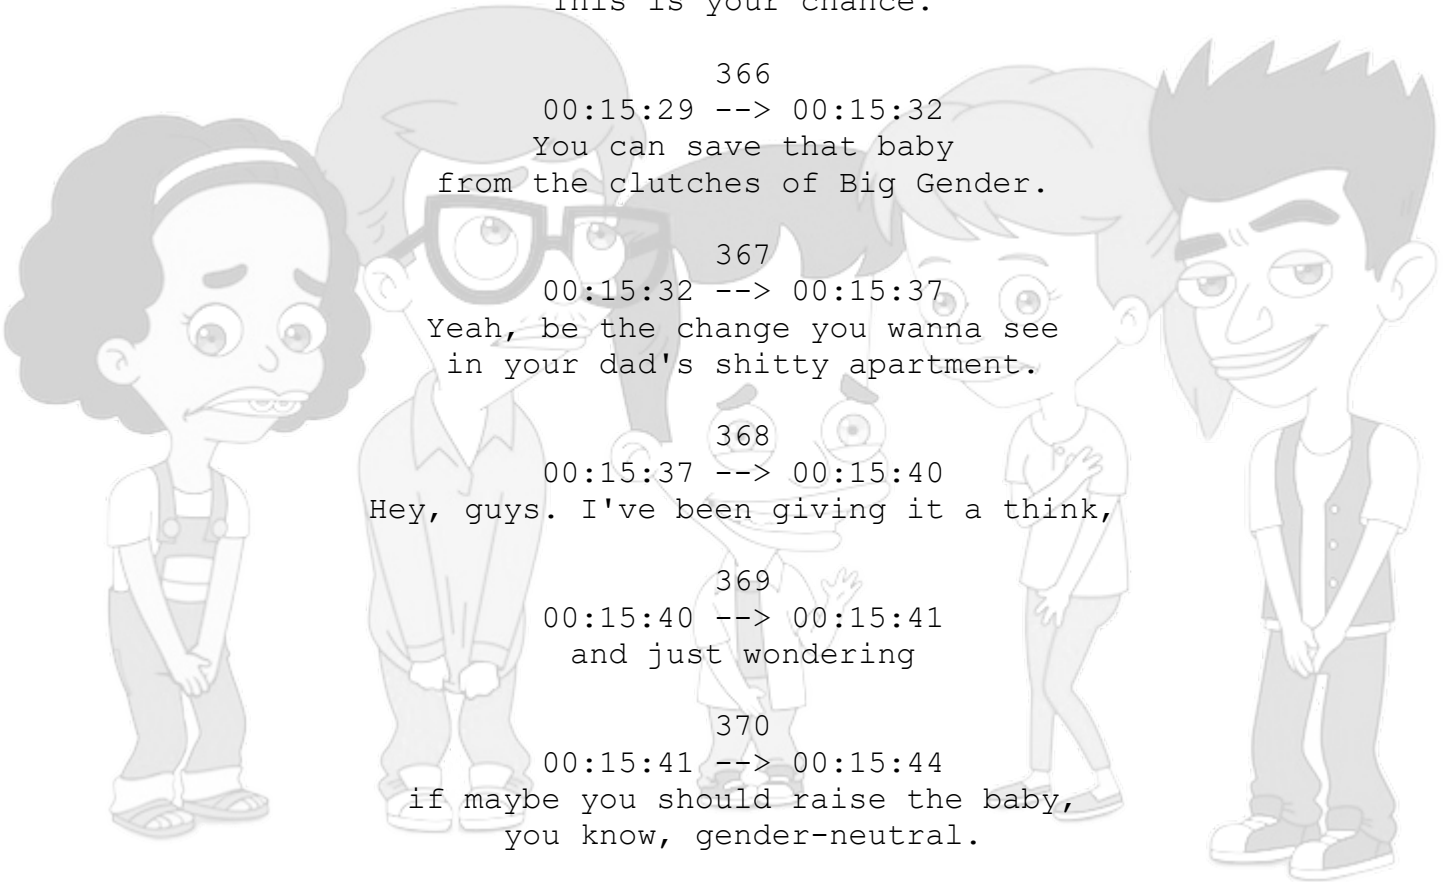 This is your chance.
366
00:15:29 --> 00:15:32
You can save that baby
from the clutches of Big Gender.
367
00:15:32 --> 00:15:37
Yeah, be the change you wanna see
in your dad's shitty apartment.
368
00:15:37 --> 00:15:40
Hey, guys. I've been giving it a think,
369
00:15:40 --> 00:15:41
and just wondering
370
00:15:41 --> 00:15:44
if maybe you should raise the baby,
you know, gender-neutral.